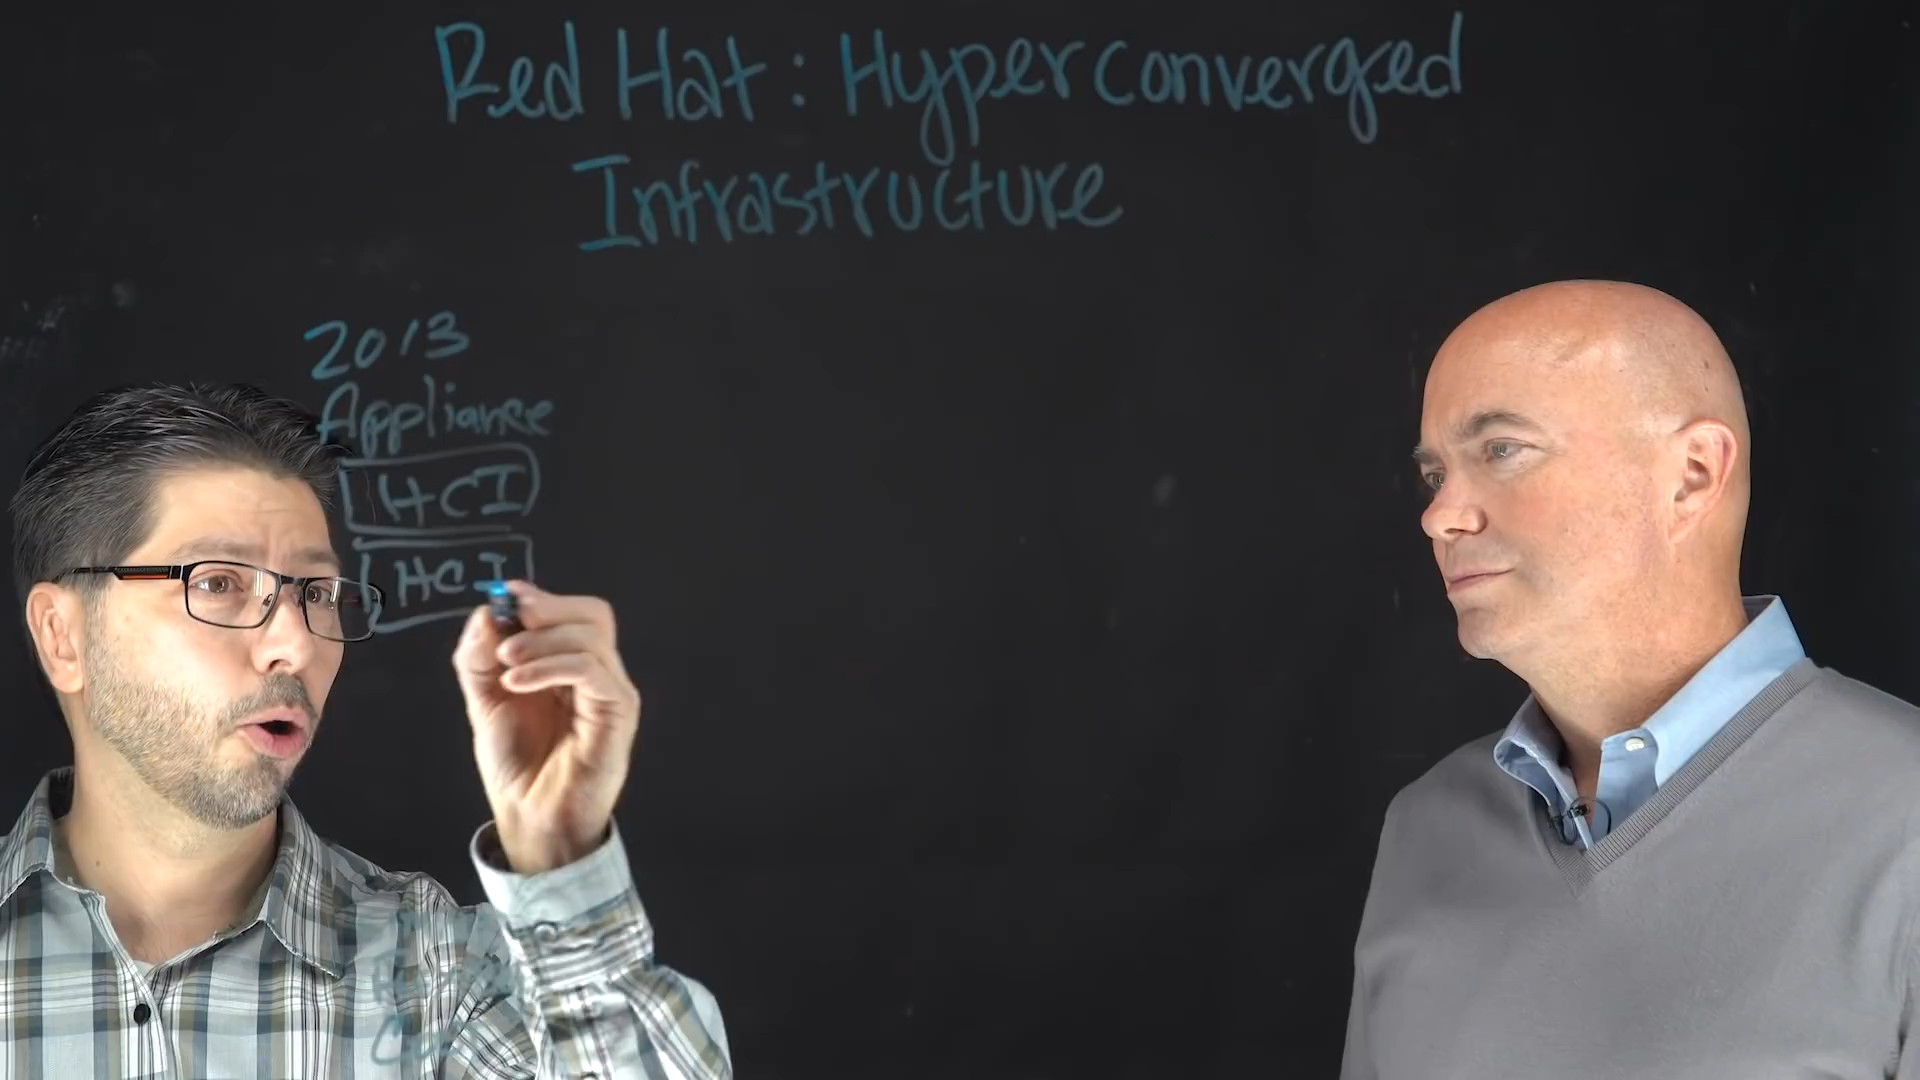 Red Hat: Hyperconverged
Infrastructure
2013
Appliance
HCI
HCI